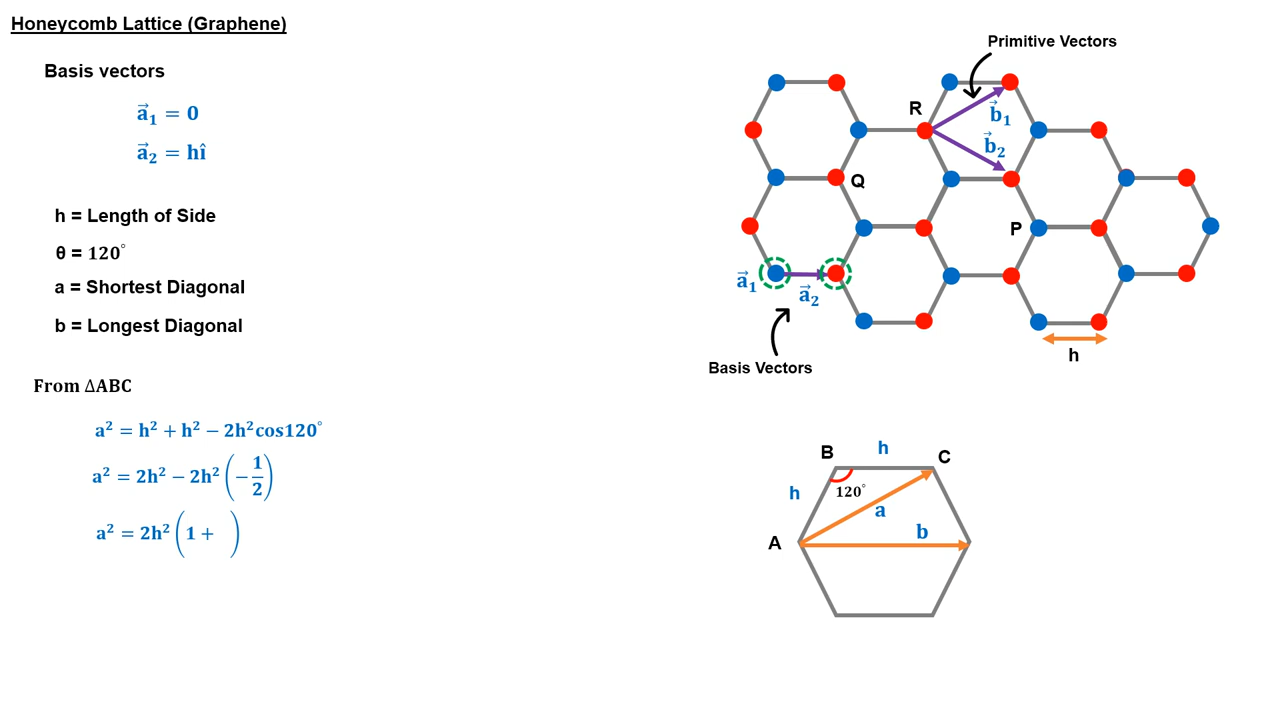 Honeycomb Lattice (Graphene)
Basis vectors
a⃗₁ = 0
a⃗₂ = hî
h = Length of Side
θ = 120°
a = Shortest Diagonal
b = Longest Diagonal
From ΔABC
a² = h² + h² − 2h²cos120°
a² = 2h² − 2h² (−1/2)
a² = 2h² (1 + )
Primitive Vectors
R
b⃗₁
b⃗₂
Q
P
a⃗₁
a⃗₂
h
Basis Vectors
B
h
C
h
120°
a
b
A